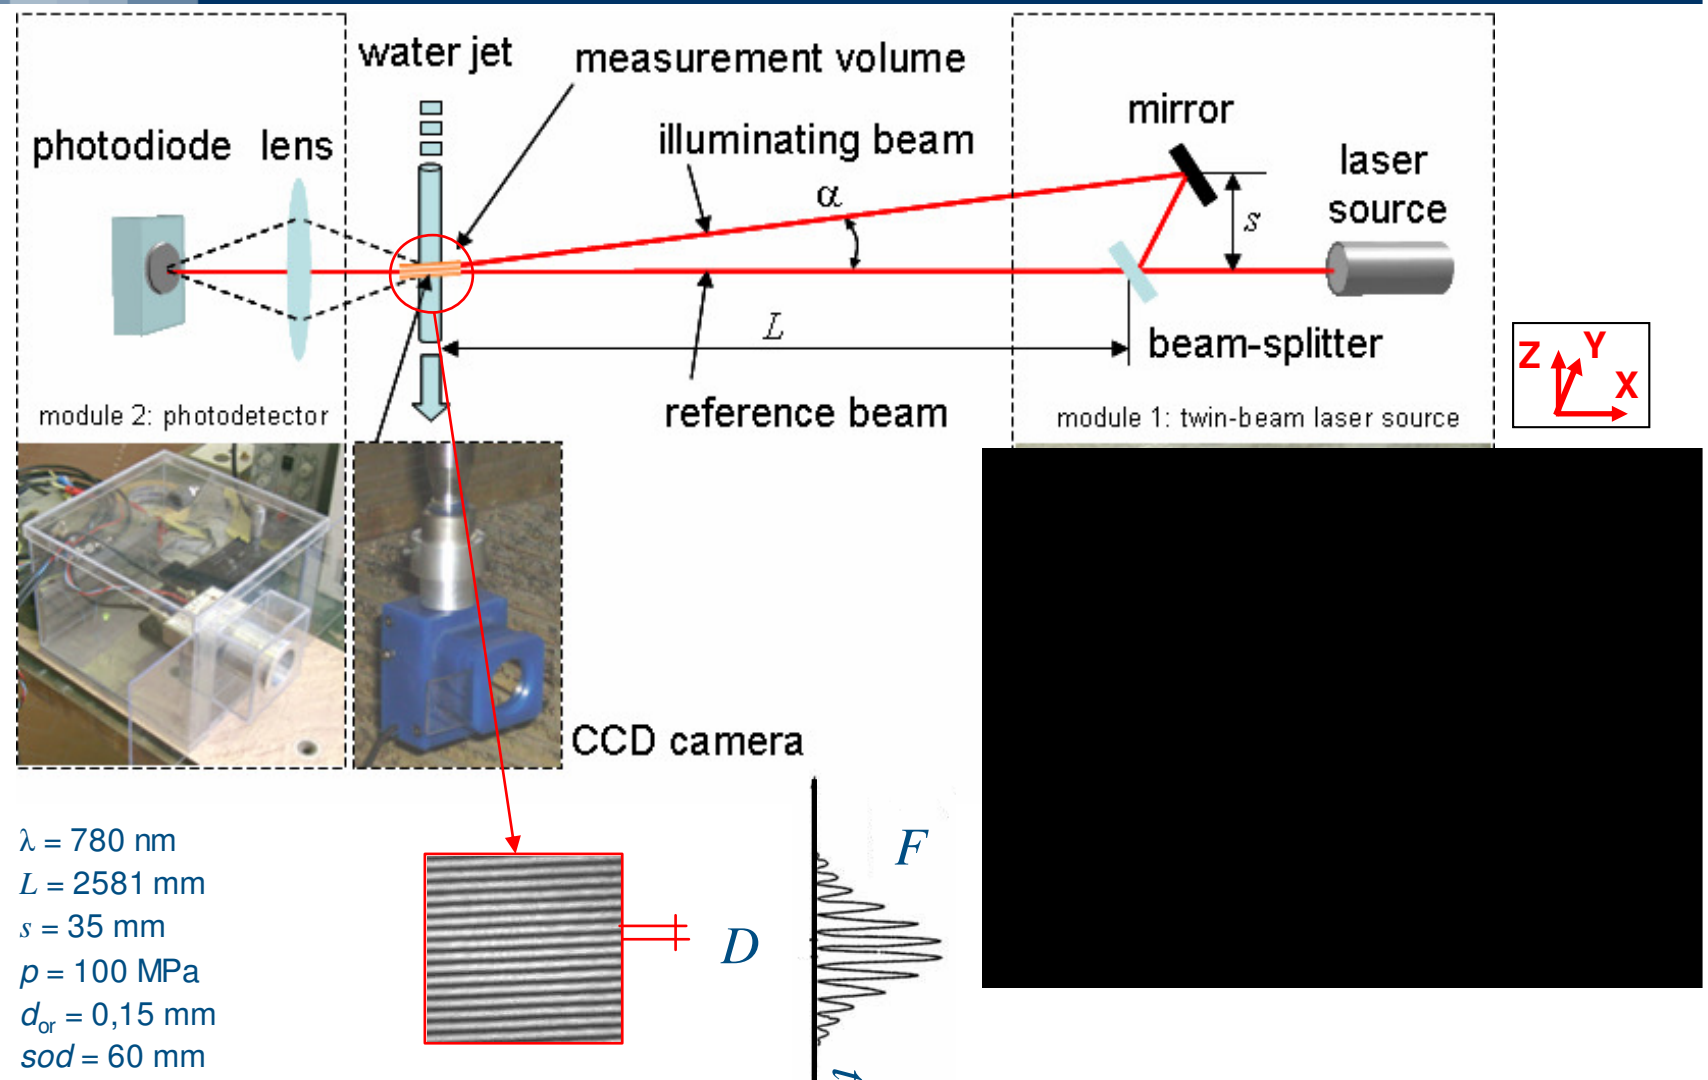 water jet
measurement volume
mirror
photodiode
lens
illuminating beam
laser
source
α
s
L
beam-splitter
reference beam
module 2: photodetector
module 1: twin-beam laser source
Z
Y
X
CCD camera
λ = 780 nm
L = 2581 mm
s = 35 mm
p = 100 MPa
dor = 0,15 mm
sod = 60 mm
D
F
t